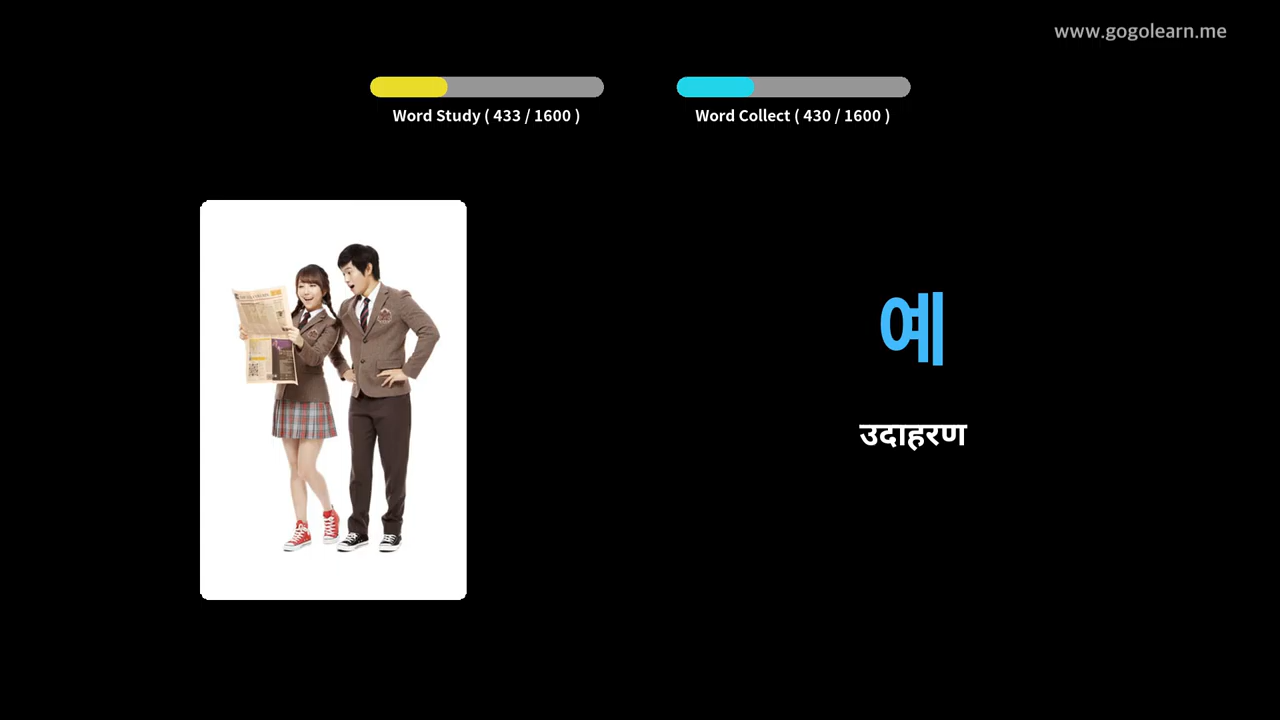 www.gogolearn.me
Word Study ( 433 / 1600 )
Word Collect ( 430 / 1600 )
예
उदाहरण